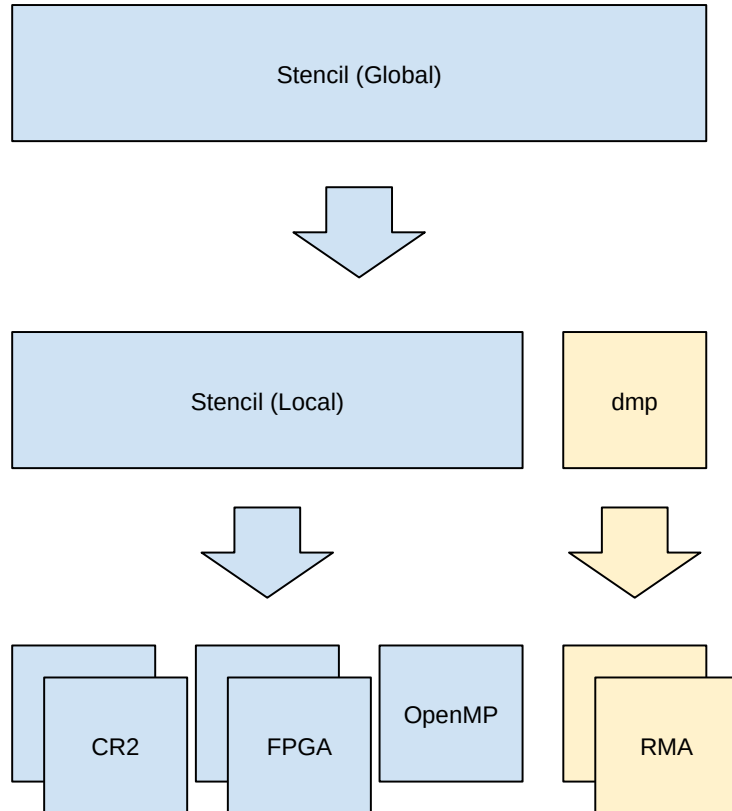 Stencil (Global)
Stencil (Local)
dmp
CR2
FPGA
OpenMP
RMA